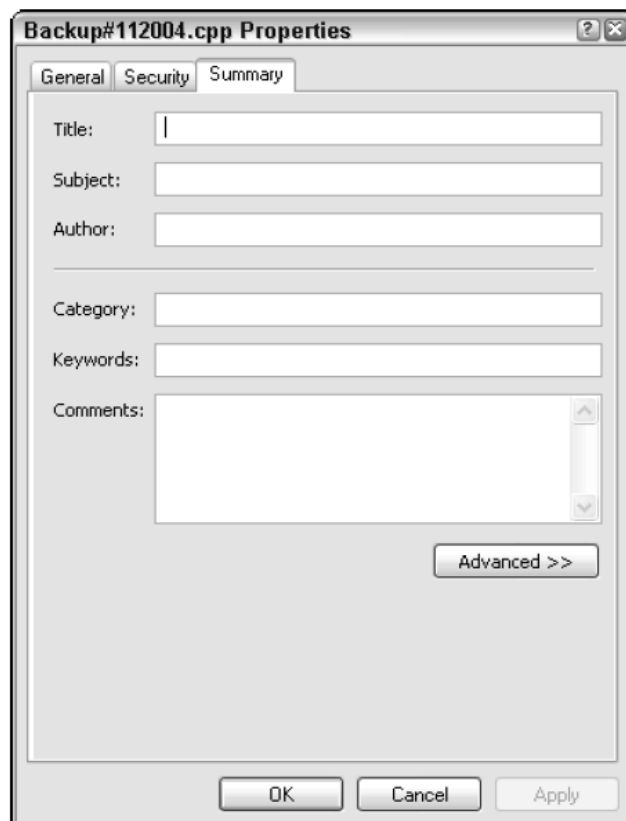 Backup#112004.cpp Properties
General Security Summary
Title:
Subject:
Author:
Category:
Keywords:
Comments:
Advanced >>
OK Cancel Apply